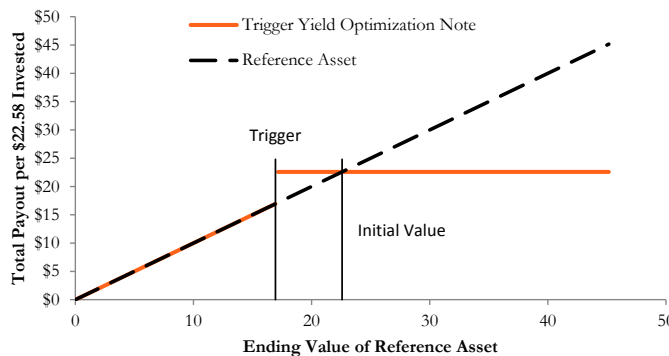 $50
$45
$40
$35
$30
$25
$20
$15
$10
$5
$0
Total Payout per $22.58 Invested
Trigger Yield Optimization Note
Reference Asset
Trigger
Initial Value
0 10 20 30 40 50
Ending Value of Reference Asset